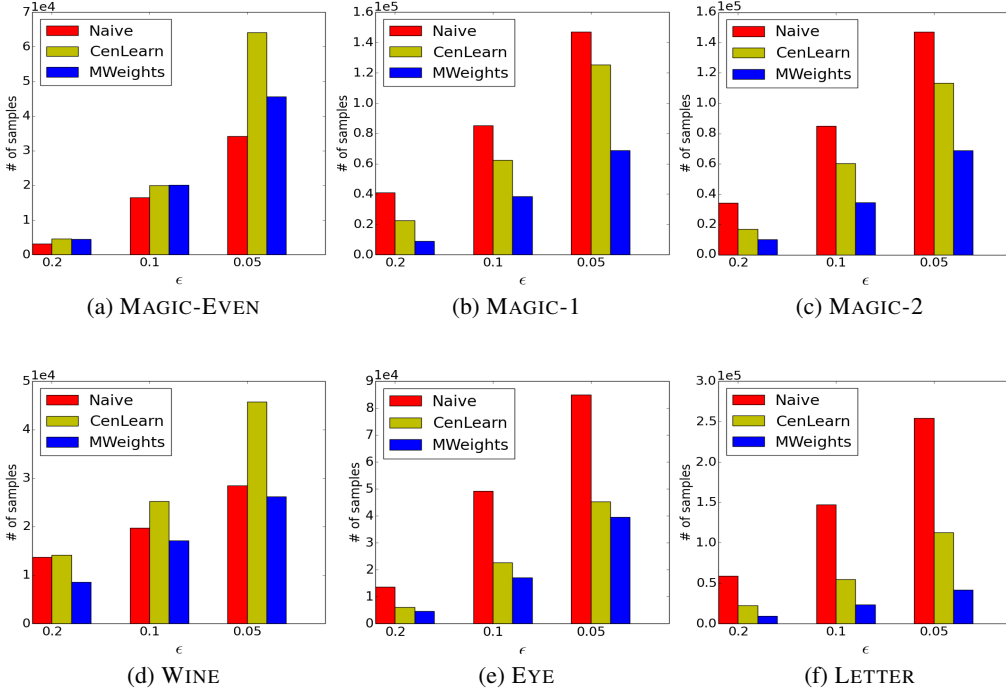 7 1e4
6
5
4
3
2
1
0
# of samples
Naive
CenLearn
MWeights
0.2 0.1 0.05
ϵ
(a) MAGIC-EVEN
1.6 1e5
1.4
1.2
1.0
0.8
0.6
0.4
0.2
0.0
# of samples
Naive
CenLearn
MWeights
0.2 0.1 0.05
ϵ
(b) MAGIC-1
1.6 1e5
1.4
1.2
1.0
0.8
0.6
0.4
0.2
0.0
# of samples
Naive
CenLearn
MWeights
0.2 0.1 0.05
ϵ
(c) MAGIC-2
5 1e4
4
3
2
1
0
# of samples
Naive
CenLearn
MWeights
0.2 0.1 0.05
ϵ
(d) WINE
9 1e4
8
7
6
5
4
3
2
1
0
# of samples
Naive
CenLearn
MWeights
0.2 0.1 0.05
ϵ
(e) EYE
3.0 1e5
2.5
2.0
1.5
1.0
0.5
0.0
# of samples
Naive
CenLearn
MWeights
0.2 0.1 0.05
ϵ
(f) LETTER